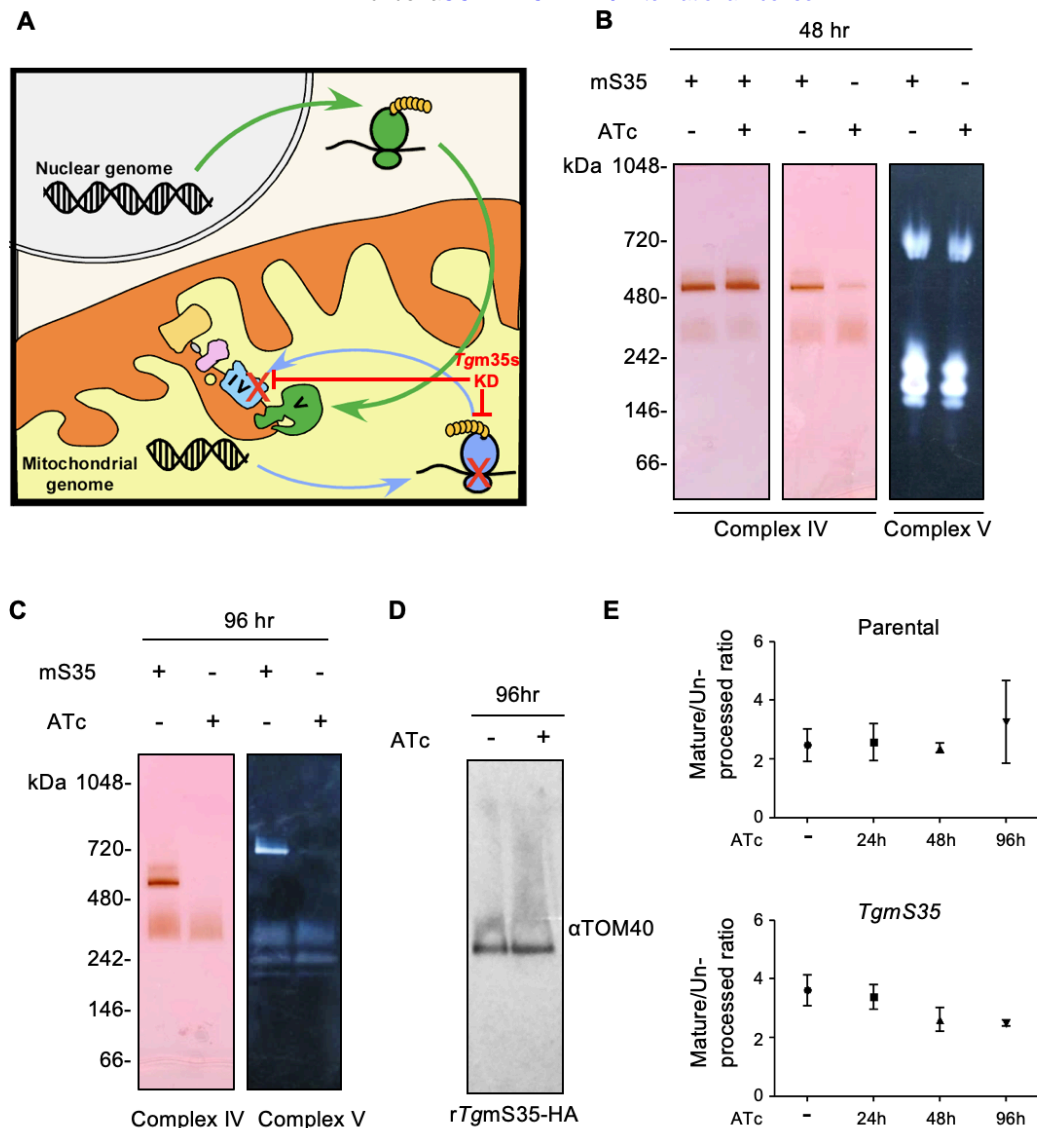 A
Nuclear genome
Tgm35s
KD
IV
V
Mitochondrial
genome
B
48 hr
mS35 + + + - + -
ATc - + - + - +
kDa 1048-
720-
480-
242-
146-
66-
Complex IV Complex V
C
96 hr
mS35 + - + -
ATc - + - +
kDa 1048-
720-
480-
242-
146-
66-
Complex IV Complex V
D
96hr
ATc - +
αTOM40
rTgmS35-HA
E
Parental
Mature/Un-
processed ratio
6
4
2
0
ATc - 24h 48h 96h
TgmS35
Mature/Un-
processed ratio
6
4
2
0
ATc - 24h 48h 96h